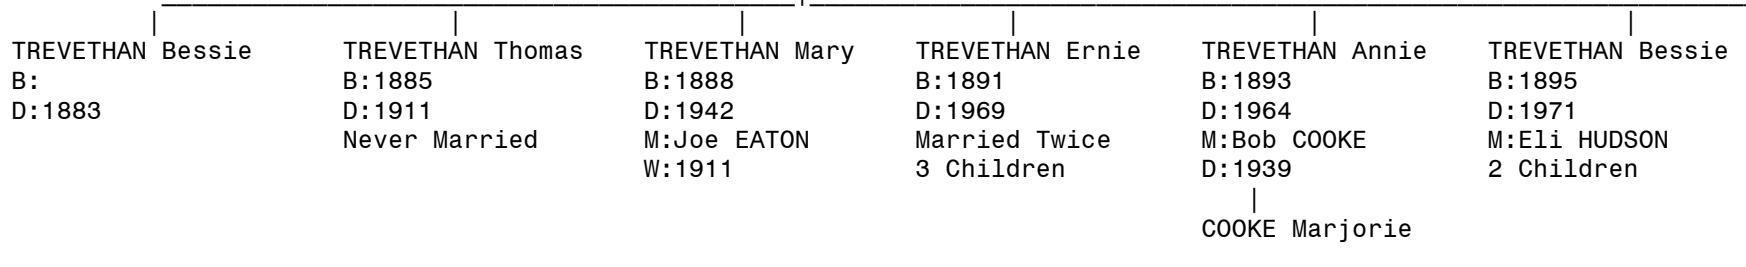 TREVETHAN Bessie TREVETHAN Thomas TREVETHAN Mary TREVETHAN Ernie TREVETHAN Annie TREVETHAN Bessie
B: B:1885 B:1888 B:1891 B:1893 B:1895
D:1883 D:1911 D:1942 D:1969 D:1964 D:1971
Never Married M:Joe EATON Married Twice M:Bob COOKE M:Eli HUDSON
W:1911 3 Children D:1939 2 Children
COOKE Marjorie